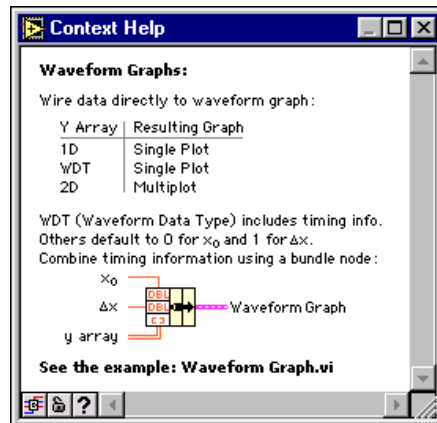 Context Help
Waveform Graphs:
Wire data directly to waveform graph:
Y Array | Resulting Graph
1D Single Plot
WDT Single Plot
2D Multiplot
WDT (Waveform Data Type) includes timing info.
Others default to 0 for x₀ and 1 for Δx.
Combine timing information using a bundle node:
x₀
DBL
Δx DBL Waveform Graph
y array
See the example: Waveform Graph.vi
?